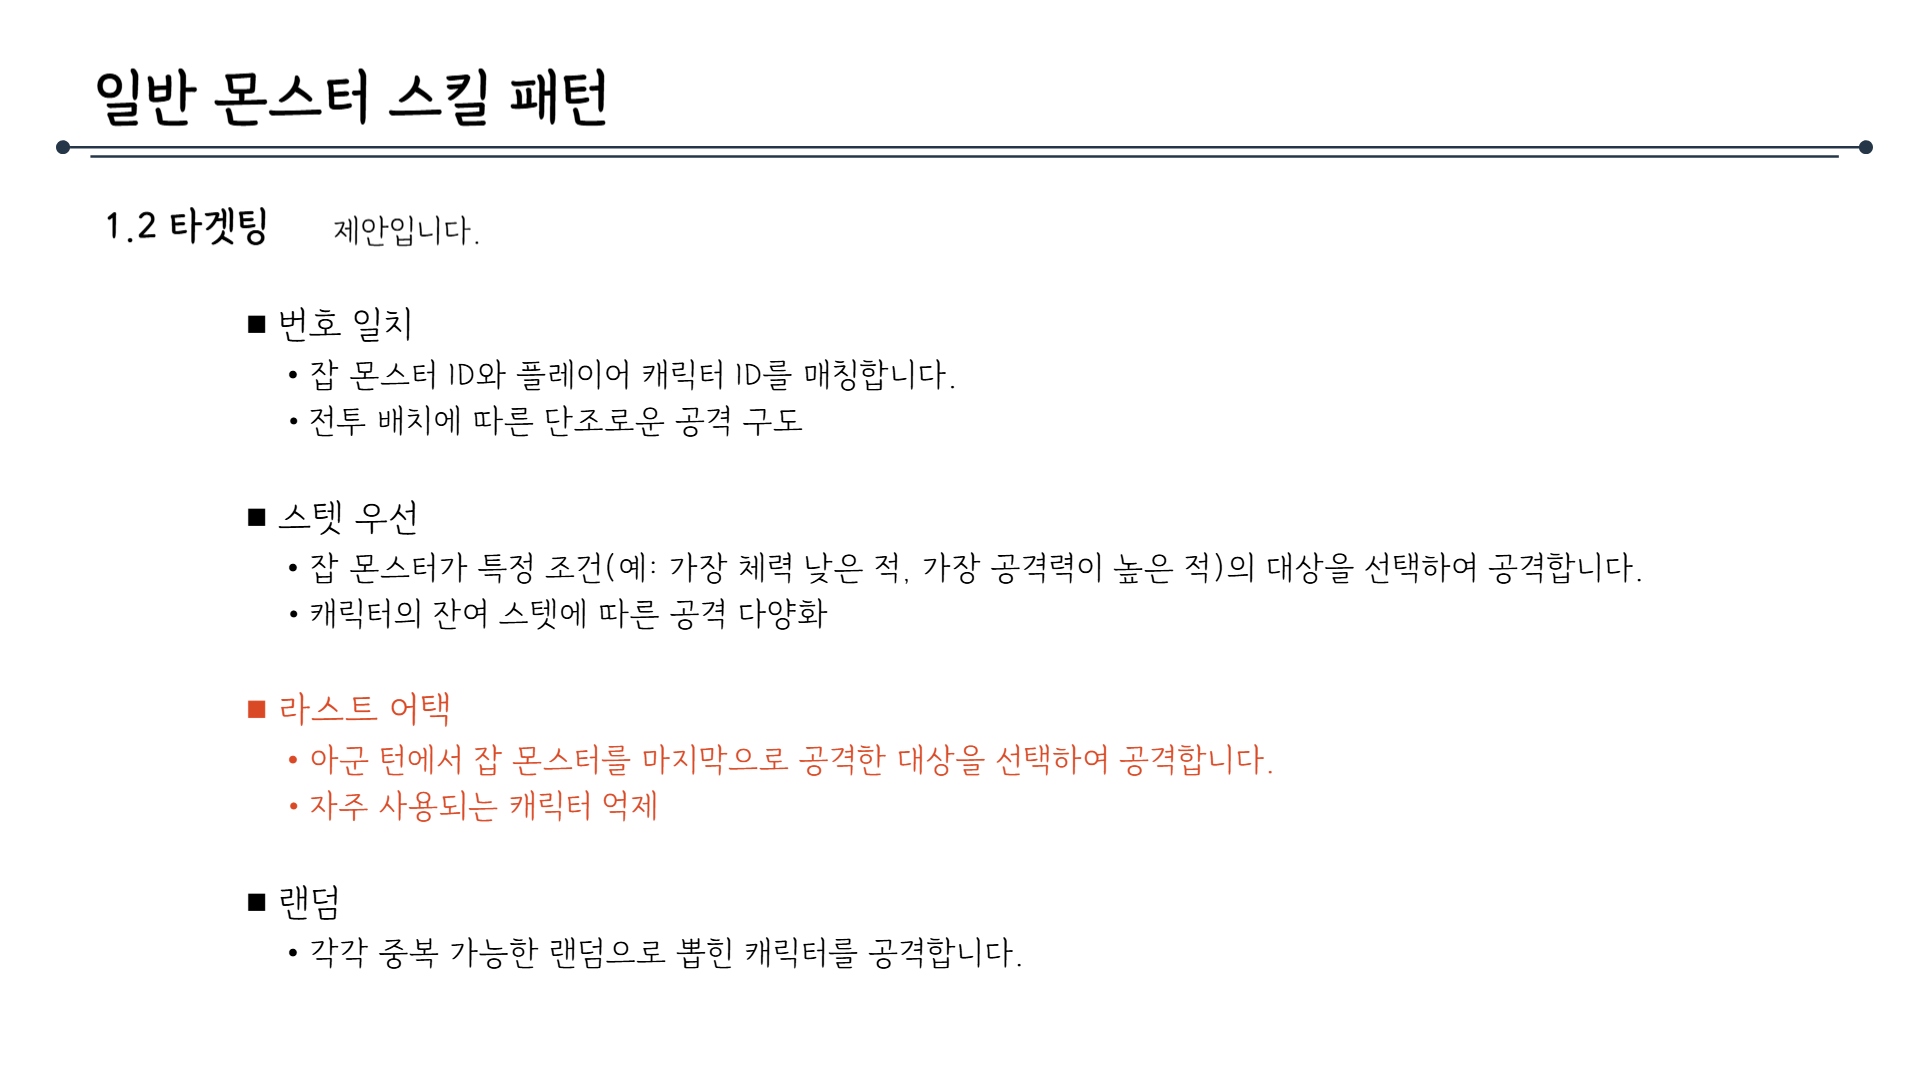 일반 몬스터 스킬 패턴
1.2 타겟팅 제안입니다.
■ 번호 일치
• 잡 몬스터 ID와 플레이어 캐릭터 ID를 매칭합니다.
• 전투 배치에 따른 단조로운 공격 구도
■ 스텟 우선
• 잡 몬스터가 특정 조건(예: 가장 체력 낮은 적, 가장 공격력이 높은 적)의 대상을 선택하여 공격합니다.
• 캐릭터의 잔여 스텟에 따른 공격 다양화
■ 라스트 어택
• 아군 턴에서 잡 몬스터를 마지막으로 공격한 대상을 선택하여 공격합니다.
• 자주 사용되는 캐릭터 억제
■ 랜덤
• 각각 중복 가능한 랜덤으로 뽑힌 캐릭터를 공격합니다.